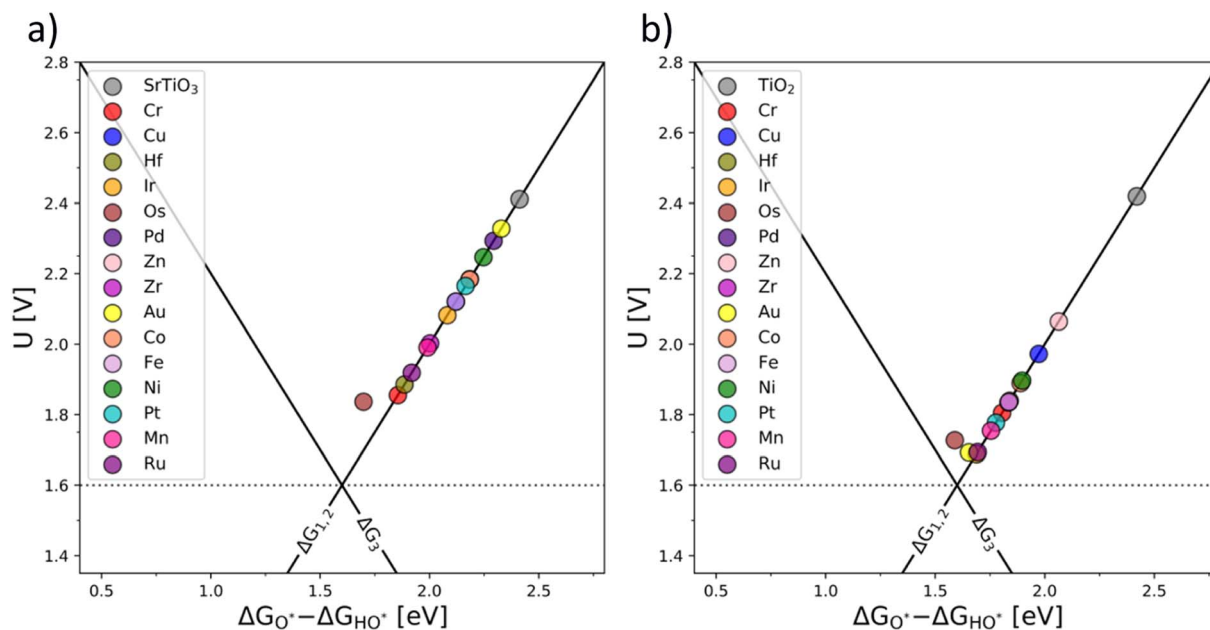 a)
U [V]
2.8
2.6
2.4
2.2
2.0
1.8
1.6
1.4
SrTiO₃
Cr
Cu
Hf
Ir
Os
Pd
Zn
Zr
Au
Co
Fe
Ni
Pt
Mn
Ru
ΔG₁,₂
ΔG₃
0.5 1.0 1.5 2.0 2.5
ΔG_O* − ΔG_HO* [eV]
b)
U [V]
2.8
2.6
2.4
2.2
2.0
1.8
1.6
1.4
TiO₂
Cr
Cu
Hf
Ir
Os
Pd
Zn
Zr
Au
Co
Fe
Ni
Pt
Mn
Ru
ΔG₁,₂
ΔG₃
0.5 1.0 1.5 2.0 2.5
ΔG_O* − ΔG_HO* [eV]